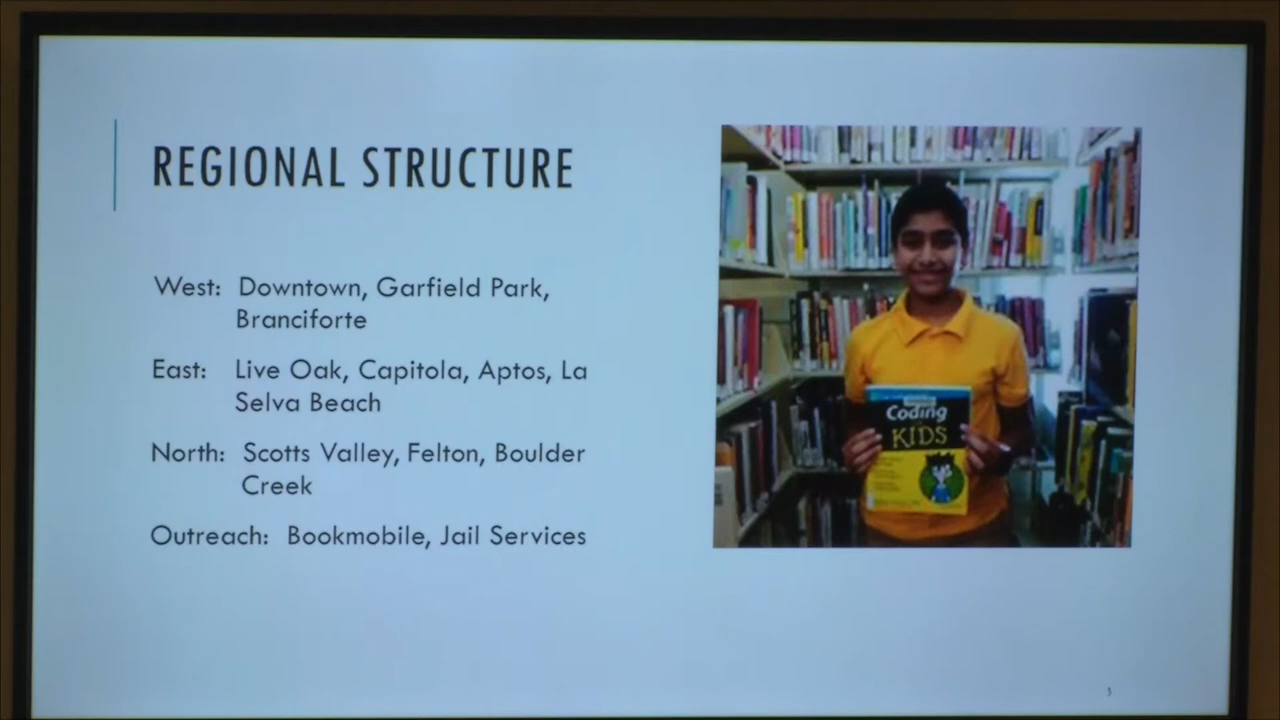 REGIONAL STRUCTURE
West: Downtown, Garfield Park,
Branciforte
East: Live Oak, Capitola, Aptos, La
Selva Beach
North: Scotts Valley, Felton, Boulder
Creek
Outreach: Bookmobile, Jail Services
Coding
KIDS
3